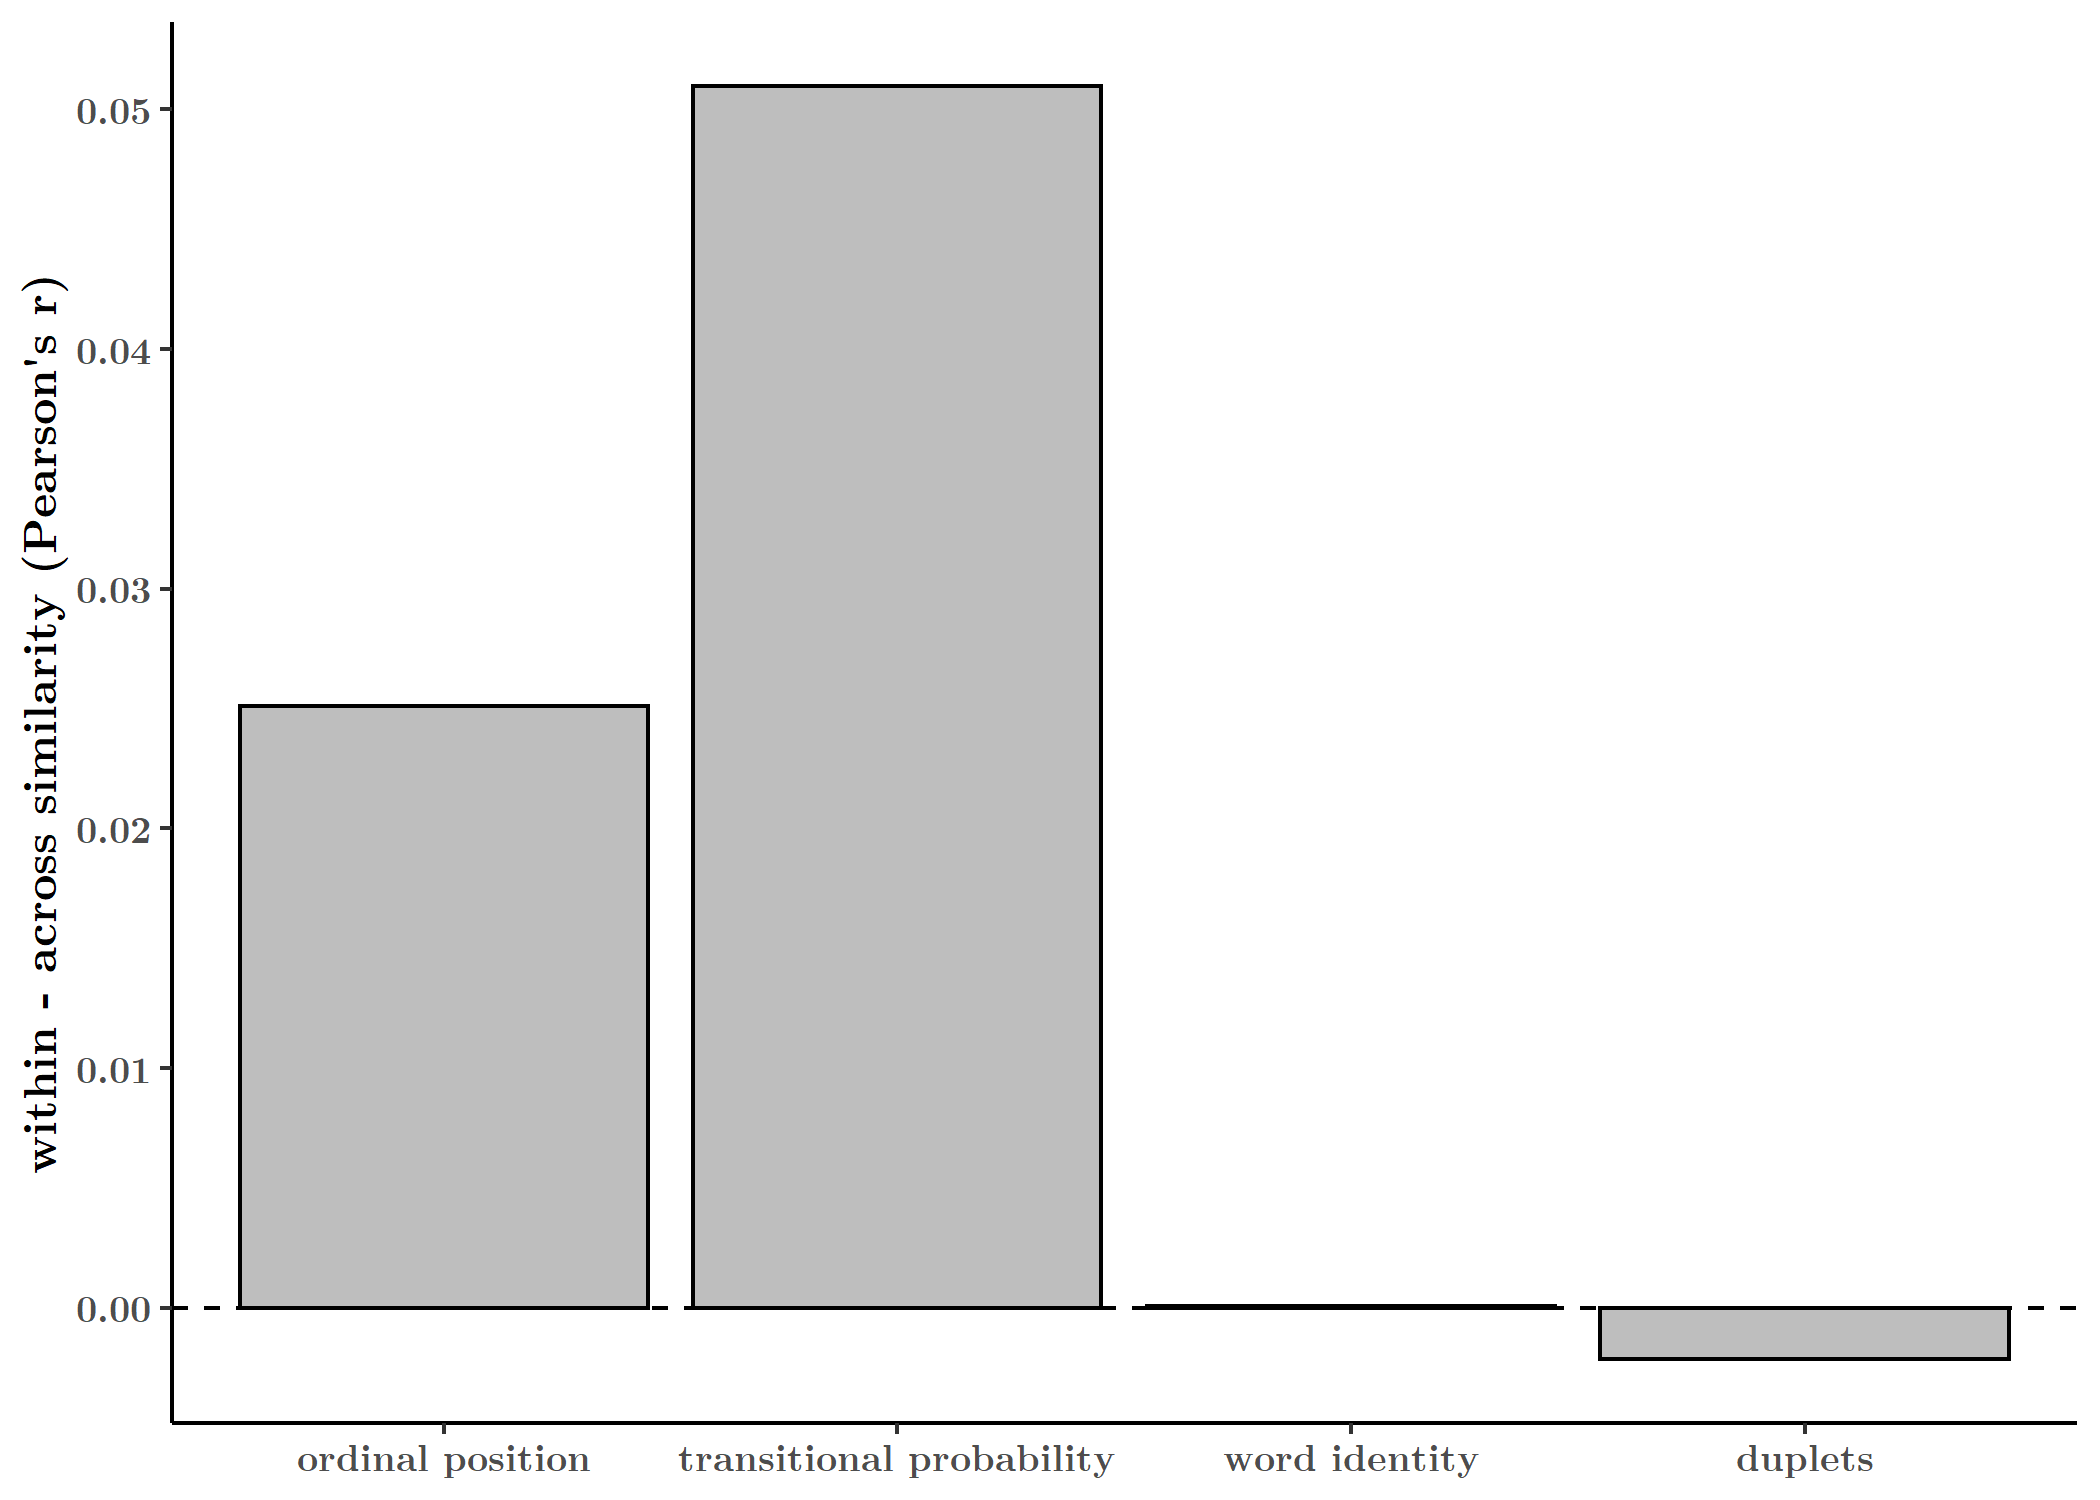 within - across similarity (Pearson's r)
0.05
0.04
0.03
0.02
0.01
0.00
ordinal position
transitional probability
word identity
duplets